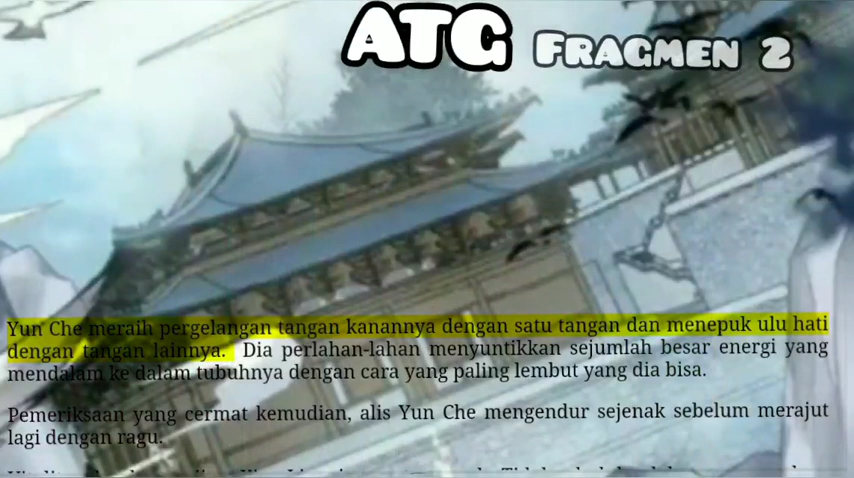 ATG FRAGMEN 2
Yun Che meraih pergelangan tangan kanannya dengan satu tangan dan menepuk ulu hati
dengan tangan lainnya. Dia perlahan-lahan menyuntikkan sejumlah besar energi yang
mendalam ke dalam tubuhnya dengan cara yang paling lembut yang dia bisa.
Pemeriksaan yang cermat kemudian, alis Yun Che mengendur sejenak sebelum merajut
lagi dengan ragu.